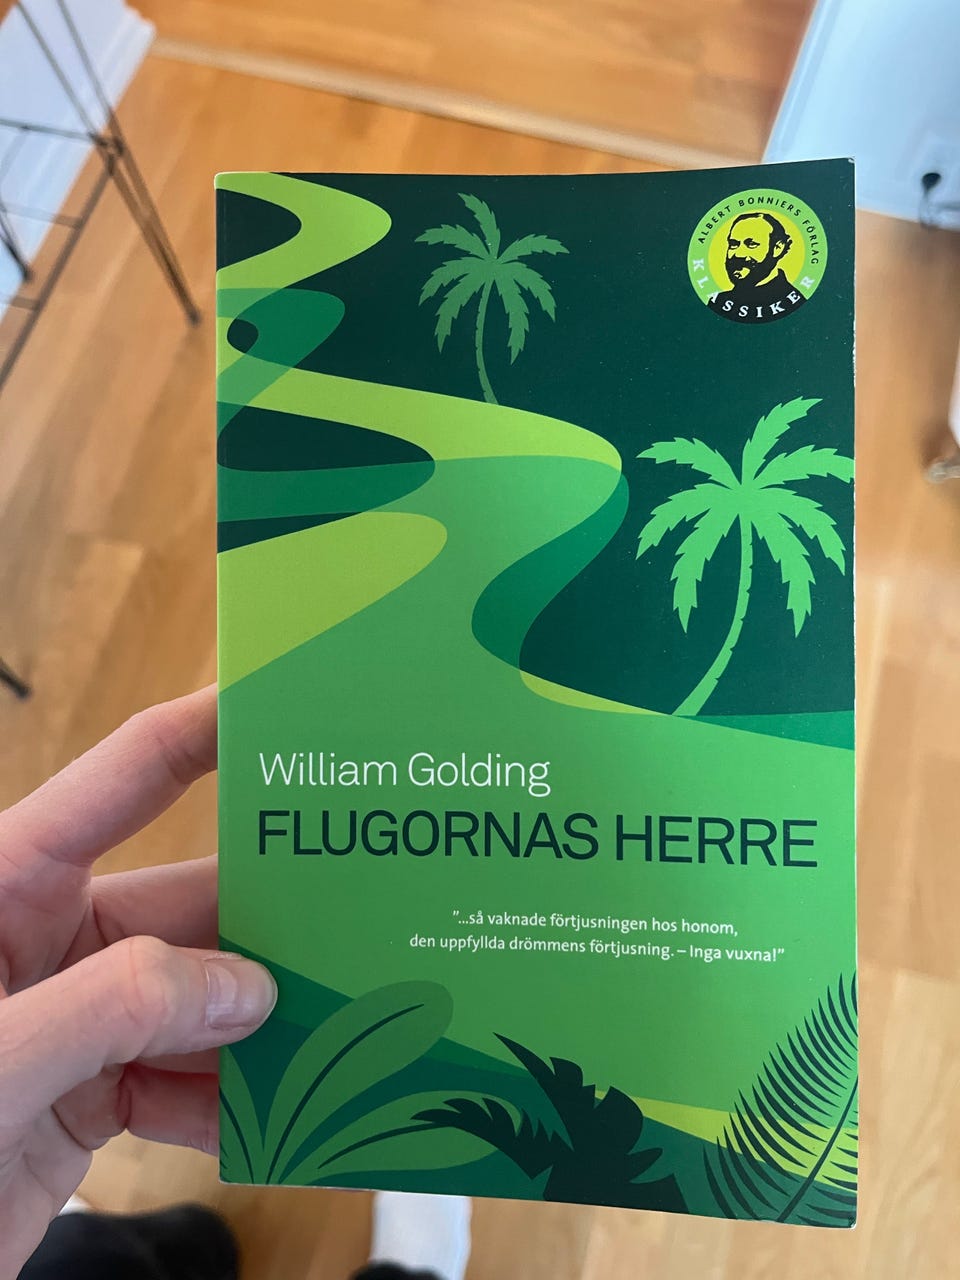 ALBERT BONNIERS FÖRLAG
KLASSIKER
William Golding
FLUGORNAS HERRE
”...så vaknade förtjusningen hos honom,
den uppfyllda drömmens förtjusning. – Inga vuxna!”